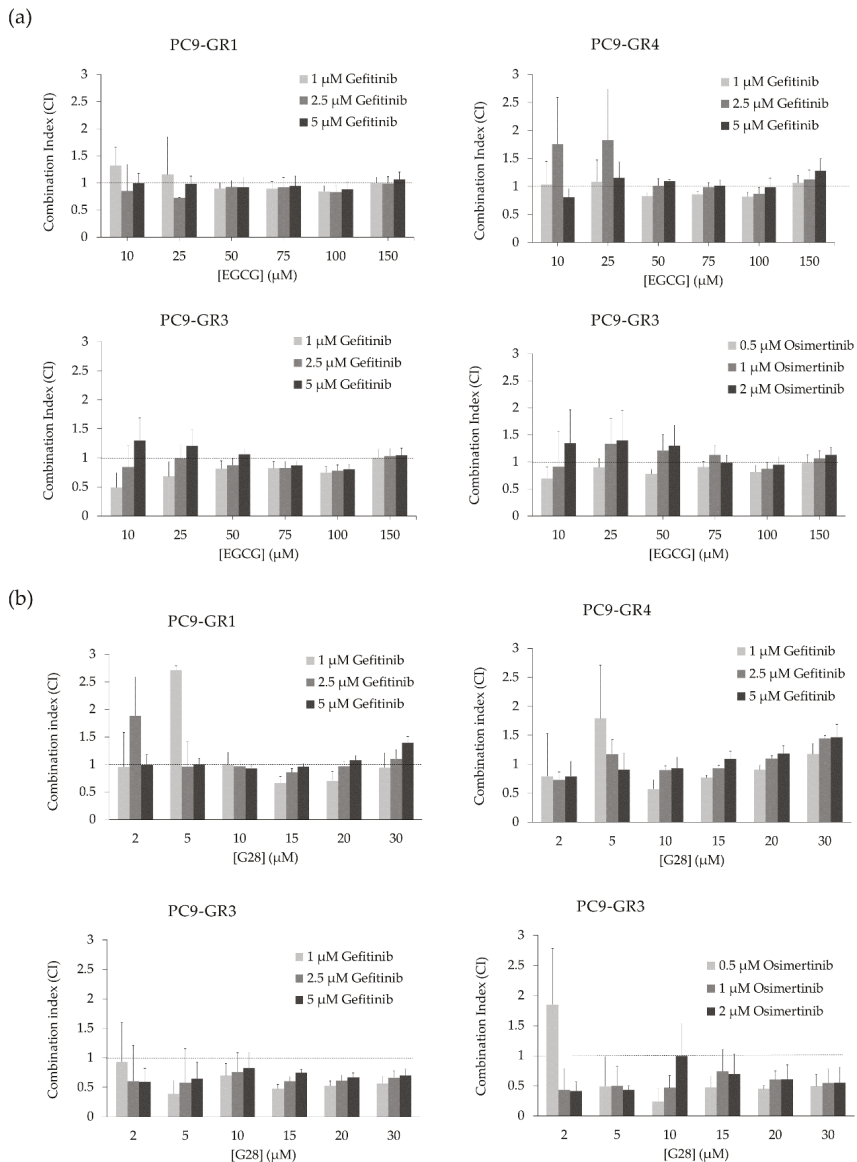 (a)
PC9-GR1
Combination Index (CI)
3
2.5
2
1.5
1
0.5
0
1 μM Gefitinib
2.5 μM Gefitinib
5 μM Gefitinib
10 25 50 75 100 150
[EGCG] (μM)
PC9-GR4
Combination Index (CI)
3
2.5
2
1.5
1
0.5
0
1 μM Gefitinib
2.5 μM Gefitinib
5 μM Gefitinib
10 25 50 75 100 150
[EGCG] (μM)
PC9-GR3
Combination Index (CI)
3
2.5
2
1.5
1
0.5
0
1 μM Gefitinib
2.5 μM Gefitinib
5 μM Gefitinib
10 25 50 75 100 150
[EGCG] (μM)
PC9-GR3
Combination Index (CI)
3
2.5
2
1.5
1
0.5
0
0.5 μM Osimertinib
1 μM Osimertinib
2 μM Osimertinib
10 25 50 75 100 150
[EGCG] (μM)
(b)
PC9-GR1
Combination index (CI)
3
2.5
2
1.5
1
0.5
0
1 μM Gefitinib
2.5 μM Gefitinib
5 μM Gefitinib
2 5 10 15 20 30
[G28] (μM)
PC9-GR4
Combination index (CI)
3
2.5
2
1.5
1
0.5
0
1 μM Gefitinib
2.5 μM Gefitinib
5 μM Gefitinib
2 5 10 15 20 30
[G28] (μM)
PC9-GR3
Combination index (CI)
3
2.5
2
1.5
1
0.5
0
1 μM Gefitinib
2.5 μM Gefitinib
5 μM Gefitinib
2 5 10 15 20 30
[G28] (μM)
PC9-GR3
Combination Index (CI)
3
2.5
2
1.5
1
0.5
0
0.5 μM Osimertinib
1 μM Osimertinib
2 μM Osimertinib
2 5 10 15 20 30
[G28] (μM)